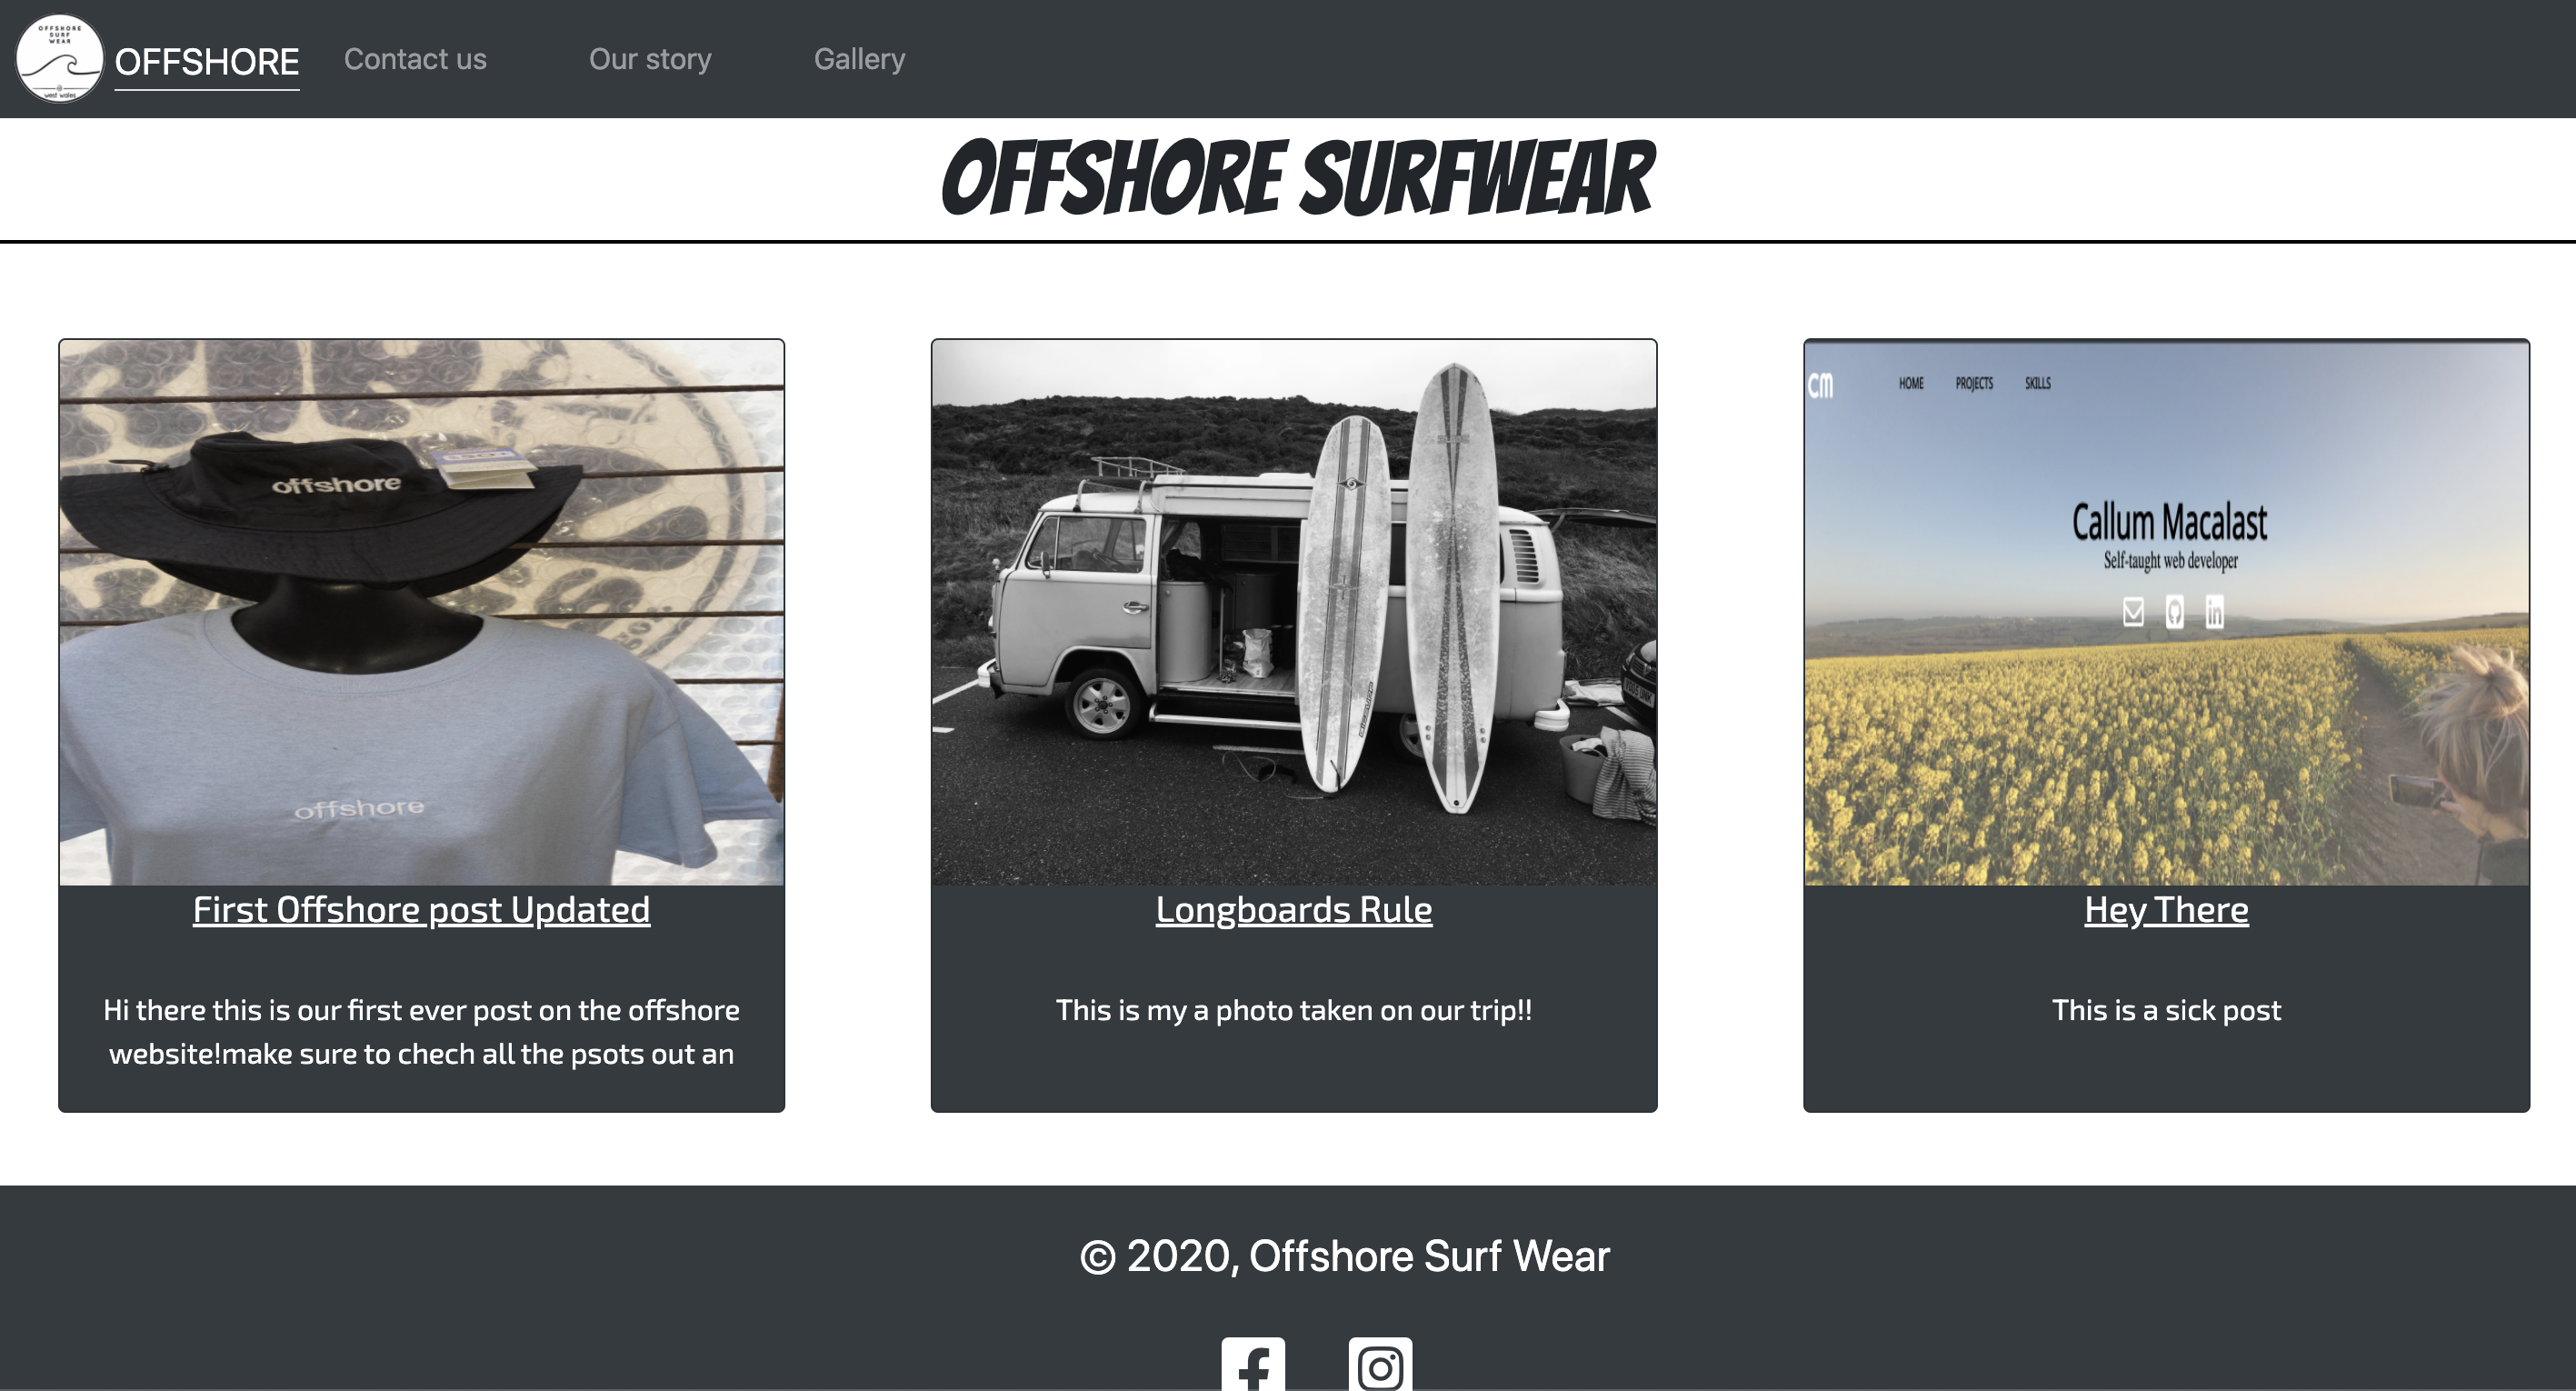 OFFSHORE
SURF
WEAR
west wales
OFFSHORE
Contact us
Our story
Gallery
OFFSHORE SURFWEAR
offshore
offshore
cm
HOME
PROJECTS
SKILLS
Callum Macalast
Self-taught web developer
in
First Offshore post Updated
Longboards Rule
Hey There
Hi there this is our first ever post on the offshore
website!make sure to chech all the psots out an
This is my a photo taken on our trip!!
This is a sick post
© 2020, Offshore Surf Wear